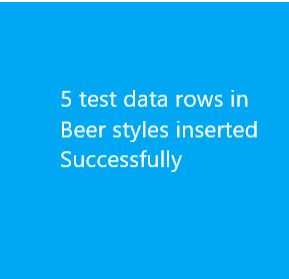 5 test data rows in
Beer styles inserted
Successfully